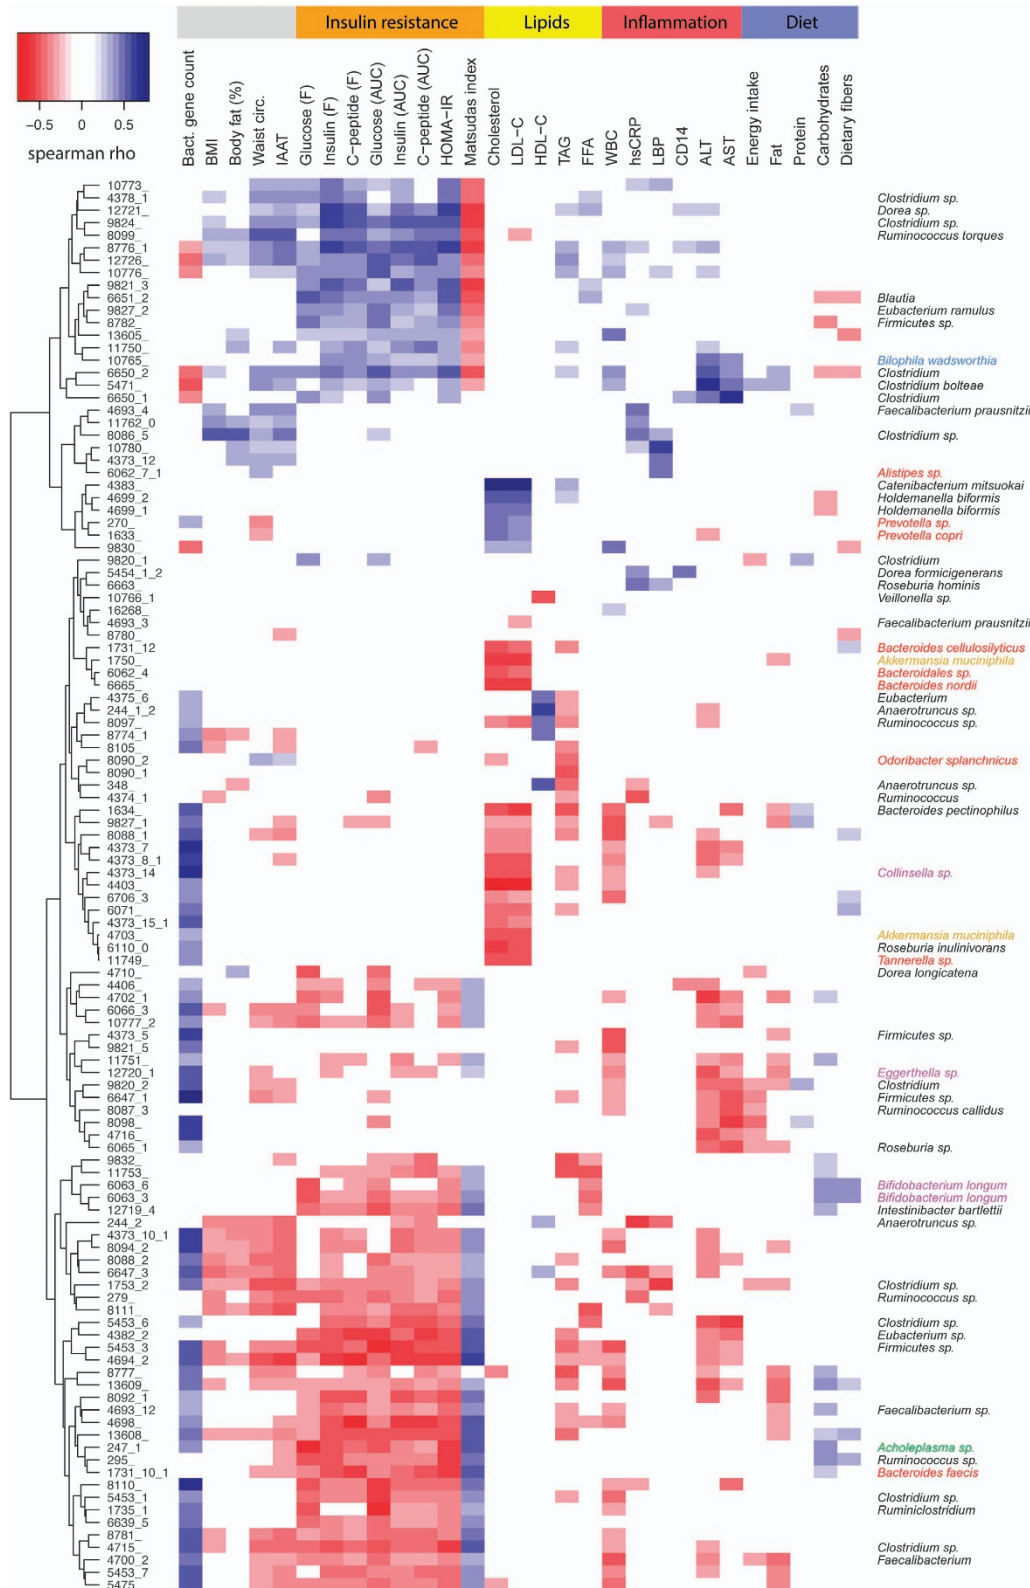 Insulin resistance Lipids Inflammation Diet
−0.5 0 0.5
spearman rho
Bact. gene count
BMI
Body fat (%)
Waist circ.
IAAT
Glucose (F)
Insulin (F)
C−peptide (F)
Glucose (AUC)
Insulin (AUC)
C−peptide (AUC)
HOMA−IR
Matsudas index
Cholesterol
LDL−C
HDL−C
TAG
FFA
WBC
hsCRP
LBP
CD14
ALT
AST
Energy intake
Fat
Protein
Carbohydrates
Dietary fibers
10773_
4378_1 Clostridium sp.
12721_ Dorea sp.
9824_ Clostridium sp.
8099_ Ruminococcus torques
8776_1
12726_
10776_
9821_3
6651_2 Blautia
9827_2 Eubacterium ramulus
8782_ Firmicutes sp.
13605_
11750_
10765_ Bilophila wadsworthia
6650_2 Clostridium
5471_ Clostridium bolteae
6650_1 Clostridium
4693_4 Faecalibacterium prausnitzii
11762_0
8086_5 Clostridium sp.
10780_
4373_12
6062_7_1 Alistipes sp.
4383_ Catenibacterium mitsuokai
4699_2 Holdemanella biformis
4699_1 Holdemanella biformis
270_ Prevotella sp.
1633_ Prevotella copri
9830_
9820_1 Clostridium
5454_1_2 Dorea formicigenerans
6663_ Roseburia hominis
10766_1 Veillonella sp.
16268_
4693_3 Faecalibacterium prausnitzii
8780_
1731_12 Bacteroides cellulosilyticus
1750_ Akkermansia muciniphila
6062_4 Bacteroidales sp.
6665_ Bacteroides nordii
4375_6 Eubacterium
244_1_2 Anaerotruncus sp.
8097_ Ruminococcus sp.
8774_1
8105_
8090_2 Odoribacter splanchnicus
8090_1
348_ Anaerotruncus sp.
4374_1 Ruminococcus
1634_ Bacteroides pectinophilus
9827_1
8088_1
4373_7
4373_8_1
4373_14 Collinsella sp.
4403_
6706_3
6071_
4373_15_1
4703_ Akkermansia muciniphila
6110_0 Roseburia inulinivorans
11749_ Tannerella sp.
4710_ Dorea longicatena
4406_
4702_1
6066_3
10777_2
4373_5 Firmicutes sp.
9821_5
11751_
12720_1 Eggerthella sp.
9820_2 Clostridium
6647_1 Firmicutes sp.
8087_3 Ruminococcus callidus
8098_
4716_
6065_1 Roseburia sp.
9832_
11753_
6063_6 Bifidobacterium longum
6063_3 Bifidobacterium longum
12719_4 Intestinibacter bartlettii
244_2 Anaerotruncus sp.
4373_10_1
8094_2
8088_2
6647_3
1753_2 Clostridium sp.
279_ Ruminococcus sp.
8111_
5453_6 Clostridium sp.
4382_2 Eubacterium sp.
5453_3 Firmicutes sp.
4694_2
8777_
13609_
8092_1
4693_12 Faecalibacterium sp.
4698_
13608_
247_1 Acholeplasma sp.
295_ Ruminococcus sp.
1731_10_1 Bacteroides faecis
8110_
5453_1 Clostridium sp.
1735_1 Ruminiclostridium
6639_5
8781_
4715_ Clostridium sp.
4700_2 Faecalibacterium
5453_7
5475_